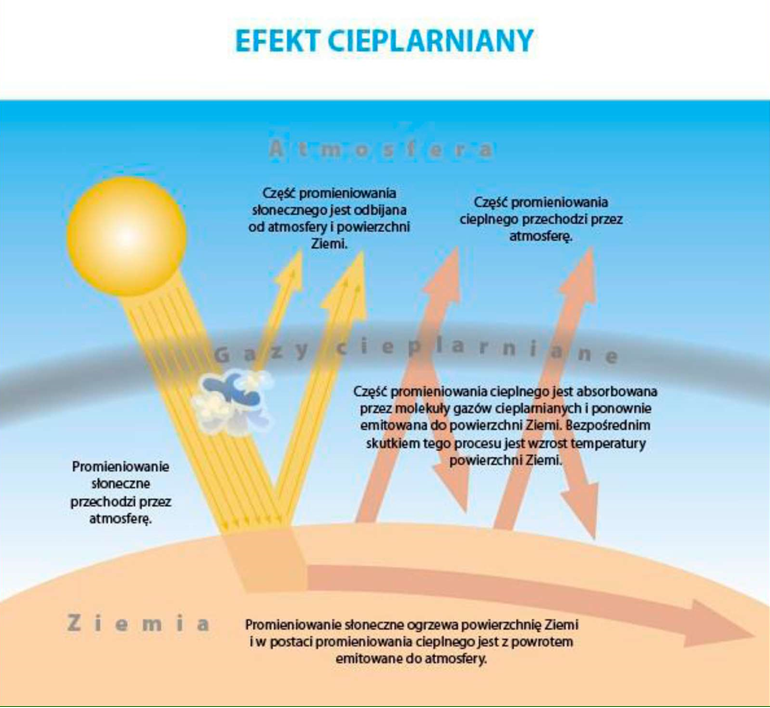 EFEKT CIEPLARNIANY
Atmosfera
Część promieniowania
słonecznego jest odbijana
od atmosfery i powierzchni
Ziemi.
Część promieniowania
cieplnego przechodzi przez
atmosferę.
Gazy cieplarniane
Część promieniowania cieplnego jest absorbowana
przez molekuły gazów cieplarnianych i ponownie
emitowana do powierzchni Ziemi. Bezpośrednim
skutkiem tego procesu jest wzrost temperatury
powierzchni Ziemi.
Promieniowanie
słoneczne
przechodzi przez
atmosferę.
Ziemia
Promieniowanie słoneczne ogrzewa powierzchnię Ziemi
i w postaci promieniowania cieplnego jest z powrotem
emitowane do atmosfery.